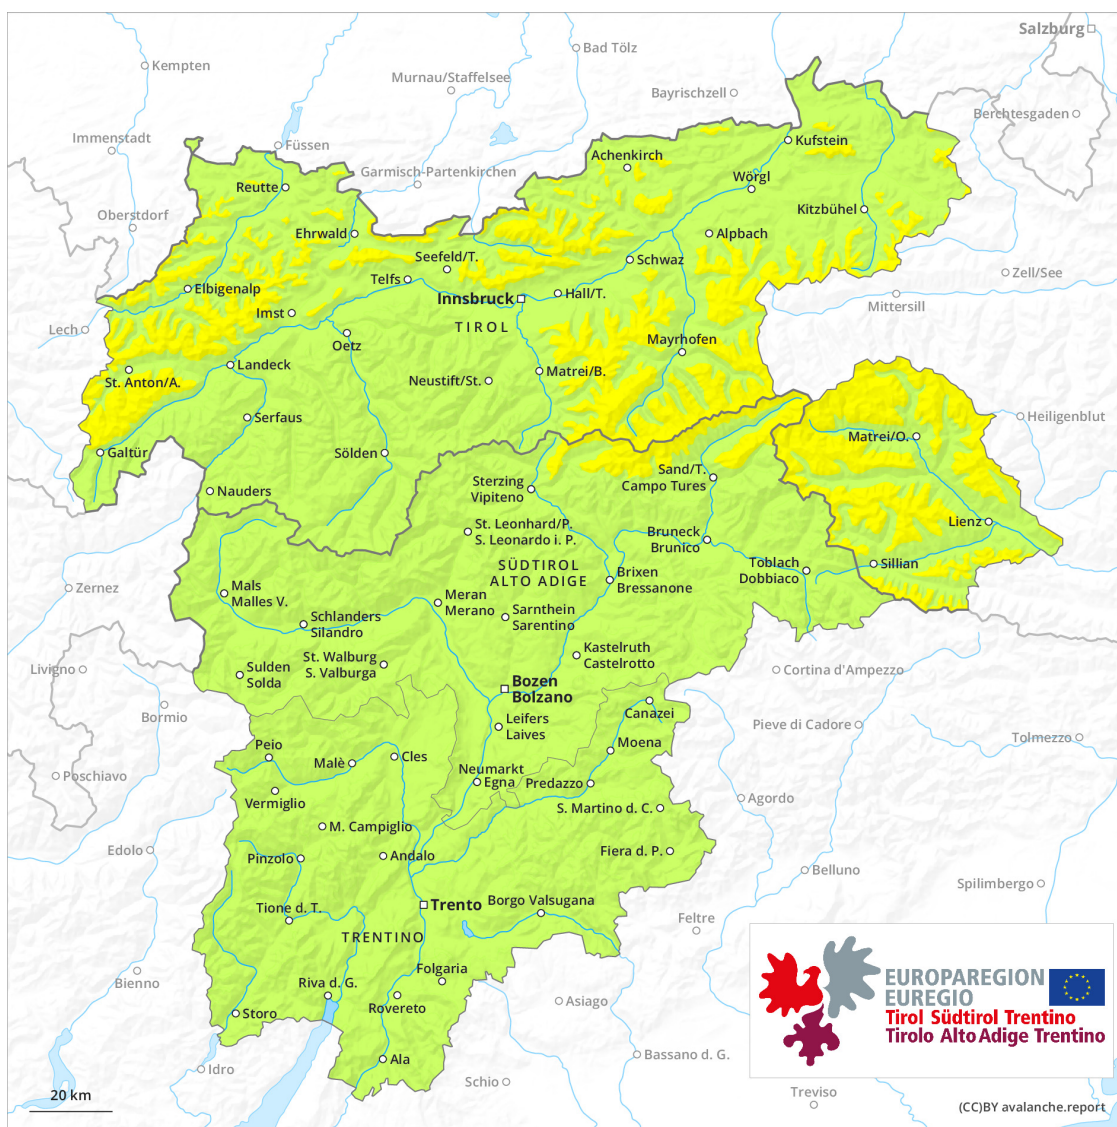 Salzburg
Bad Tölz
Kempten
Murnau/Staffelsee
Bayrischzell
Berchtesgaden
Immenstadt
Füssen
Kufstein
Achenkirch
Garmisch-Partenkirchen
Wörgl
Reutte
Oberstdorf
Kitzbühel
Ehrwald
Alpbach
Seefeld/T.
Schwaz
Zell/See
Telfs
Elbigenalp
Hall/T.
Innsbruck
Mittersill
Imst
TIROL
Lech
Oetz
Mayrhofen
Landeck
Matrei/B.
St. Anton/A.
Neustift/St.
Serfaus
Heiligenblut
Matrei/O.
Galtür
Sölden
Sand/T.
Campo Tures
Sterzing
Vipiteno
Nauders
St. Leonhard/P.
S. Leonardo i. P.
Lienz
Bruneck
Brunico
SÜDTIROL
ALTO ADIGE
Toblach
Dobbiaco
Sillian
Brixen
Bressanone
Zernez
Mals
Malles V.
Meran
Merano
Sarnthein
Sarentino
Schlanders
Silandro
Kastelruth
Castelrotto
St. Walburg
S. Valburga
Livigno
Sulden
Solda
Cortina d'Ampezzo
Bozen
Bolzano
Bormio
Canazei
Leifers
Laives
Pieve di Cadore
Tolmezzo
Peio
Moena
Cles
Malè
Neumarkt
Egna
Poschiavo
Predazzo
Vermiglio
Agordo
S. Martino d. C.
M. Campiglio
Edolo
Pinzolo
Andalo
Fiera d. P.
Belluno
Spilimbergo
Trento
Borgo Valsugana
Tione d. T.
Feltre
TRENTINO
Folgaria
Bienno
Riva d. G.
Rovereto
Asiago
Storo
EUROPAREGION
EUREGIO
Tirol Südtirol Trentino
Tirolo Alto Adige Trentino
Ala
Bassano d. G.
Idro
Schio
Treviso
20 km
(CC)BY avalanche.report